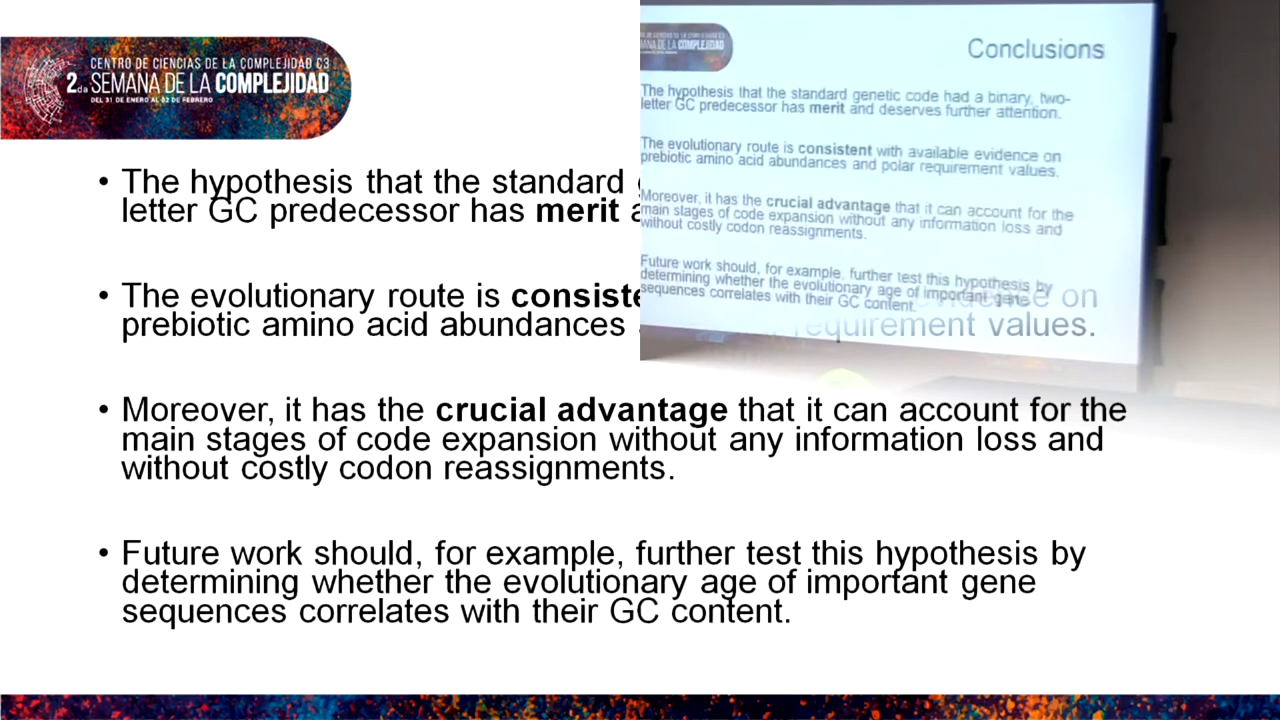 CENTRO DE CIENCIAS DE LA COMPLEJIDAD C3
2.da SEMANA DE LA COMPLEJIDAD
DEL 31 DE ENERO AL 02 DE FEBRERO
• The hypothesis that the standard
letter GC predecessor has merit
• The evolutionary route is consiste
prebiotic amino acid abundances
on
requirement values.
• Moreover, it has the crucial advantage that it can account for the
main stages of code expansion without any information loss and
without costly codon reassignments.
• Future work should, for example, further test this hypothesis by
determining whether the evolutionary age of important gene
sequences correlates with their GC content.
LA COMPLEJIDAD
Conclusions
The hypothesis that the standard genetic code had a binary, two-
letter GC predecessor has merit and deserves further attention.
The evolutionary route is consistent with available evidence on
prebiotic amino acid abundances and polar requirement values.
Moreover, it has the crucial advantage that it can account for the
main stages of code expansion without any information loss and
without costly codon reassignments.
Future work should, for example, further test this hypothesis by
determining whether the evolutionary age of important gene
sequences correlates with their GC content.